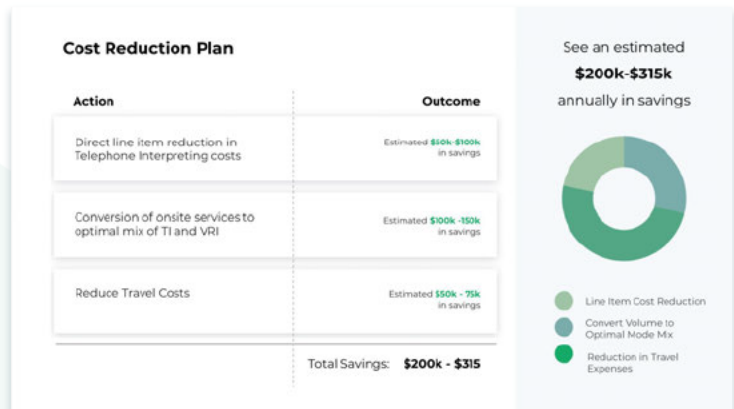 Cost Reduction Plan
Action
Outcome
Direct line item reduction in
Telephone Interpreting costs
Estimated $50k-$100k
in savings
Conversion of onsite services to
optimal mix of TI and VRI
Estimated $100k -150k
in savings
Reduce Travel Costs
Estimated $50k - 75k
in savings
Total Savings: $200k - $315
See an estimated
$200k-$315k
annually in savings
Line Item Cost Reduction
Convert Volume to
Optimal Mode Mix
Reduction in Travel
Expenses